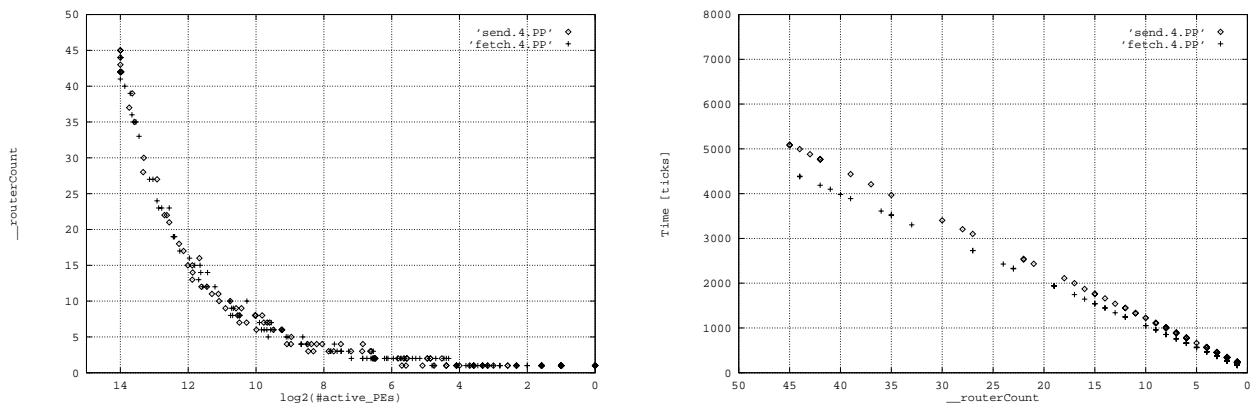 50
45
40
35
30
25
20
15
10
5
0
__routerCount
14 12 10 8 6 4 2 0
log2(#active_PEs)
'send.4.PP'
'fetch.4.PP'
8000
7000
6000
5000
4000
3000
2000
1000
0
Time [ticks]
50 45 40 35 30 25 20 15 10 5 0
__routerCount
'send.4.PP'
'fetch.4.PP'